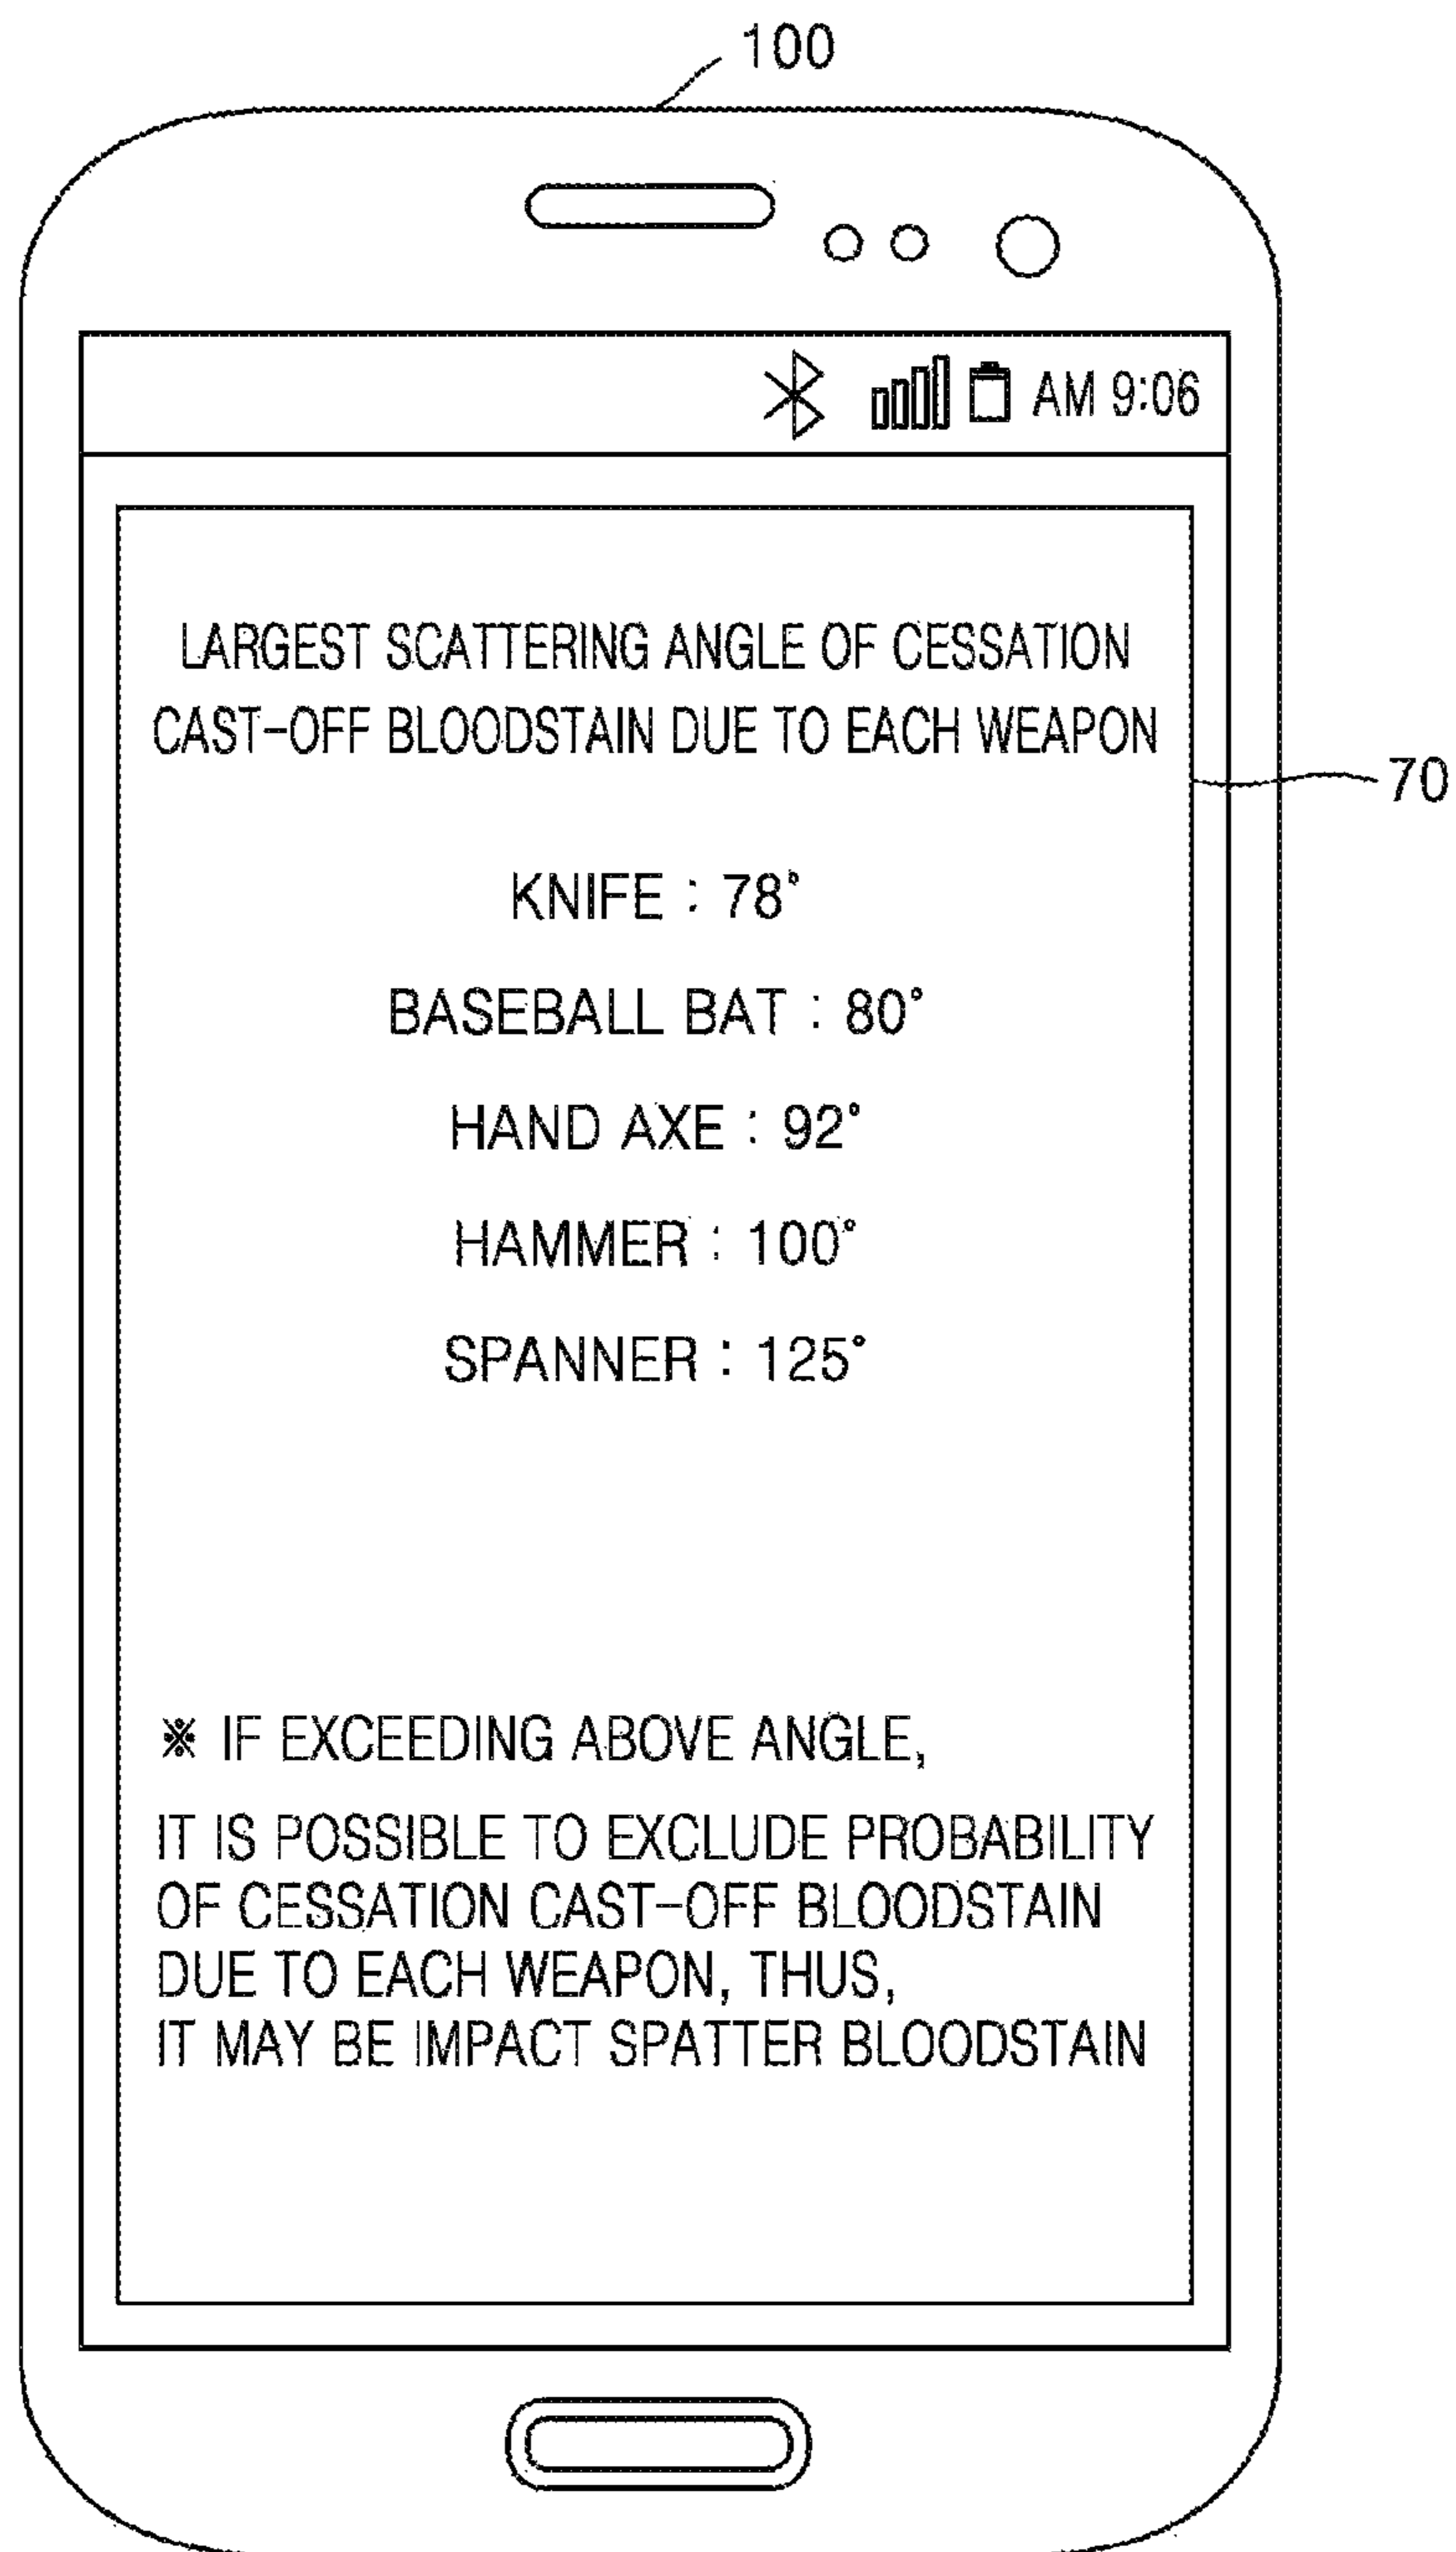 100
AM 9:06
LARGEST SCATTERING ANGLE OF CESSATION
CAST-OFF BLOODSTAIN DUE TO EACH WEAPON
70
KNIFE : 78°
BASEBALL BAT : 80°
HAND AXE : 92°
HAMMER : 100°
SPANNER : 125°
※ IF EXCEEDING ABOVE ANGLE,
IT IS POSSIBLE TO EXCLUDE PROBABILITY
OF CESSATION CAST-OFF BLOODSTAIN
DUE TO EACH WEAPON, THUS,
IT MAY BE IMPACT SPATTER BLOODSTAIN